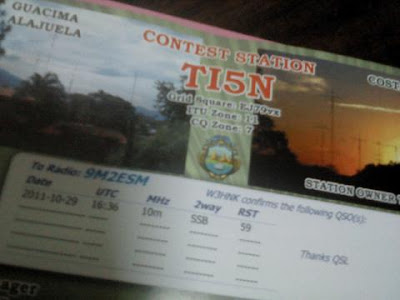 GUACIMA
ALAJUELA
CONTEST STATION
TI5N
Grid Square: EJ79vx
ITU Zone: 11
CQ Zone: 7
STATION OWNER
To Radio: 9M2ESM
W3HNK confirms the following QSO(s):
Date UTC MHz 2way RST
2011-10-29 16:36 10m SSB 59
Thanks QSL